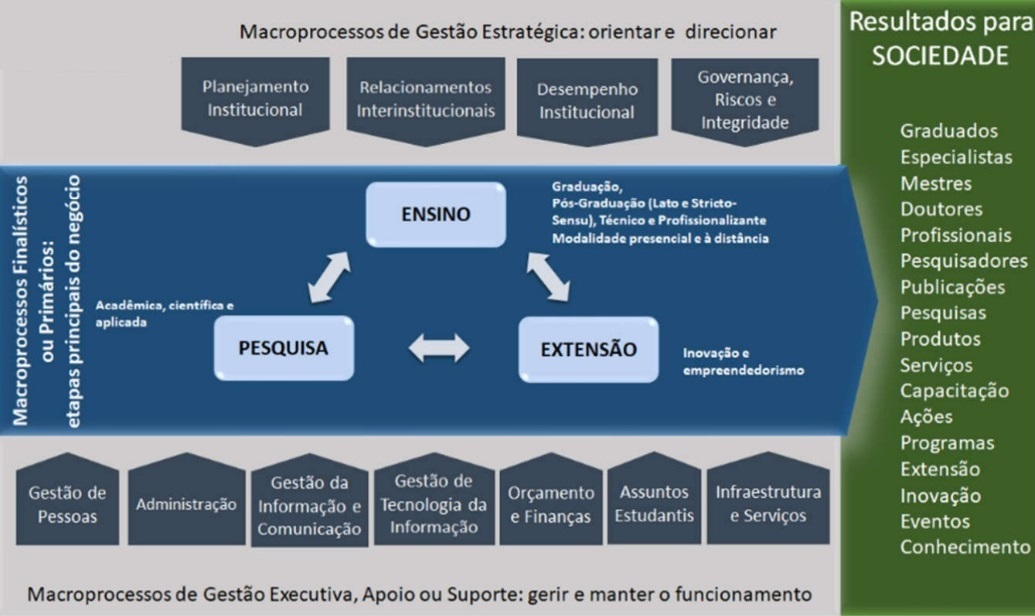 Macroprocessos de Gestão Estratégica: orientar e direcionar
Planejamento
Institucional
Relacionamentos
Interinstitucionais
Desempenho
Institucional
Governança,
Riscos e
Integridade
Macroprocessos Finalísticos
ou Primários:
etapas principais do negócio
ENSINO
Graduação,
Pós-Graduação (Lato e Stricto-
Sensu), Técnico e Profissionalizante
Modalidade presencial e à distância
Acadêmica, científica e
aplicada
PESQUISA
EXTENSÃO
Inovação e
empreendedorismo
Gestão de
Pessoas
Administração
Gestão da
Informação e
Comunicação
Gestão de
Tecnologia da
Informação
Orçamento
e Finanças
Assuntos
Estudantis
Infraestrutura
e Serviços
Macroprocessos de Gestão Executiva, Apoio ou Suporte: gerir e manter o funcionamento
Resultados para
SOCIEDADE
Graduados
Especialistas
Mestres
Doutores
Profissionais
Pesquisadores
Publicações
Pesquisas
Produtos
Serviços
Capacitação
Ações
Programas
Extensão
Inovação
Eventos
Conhecimento